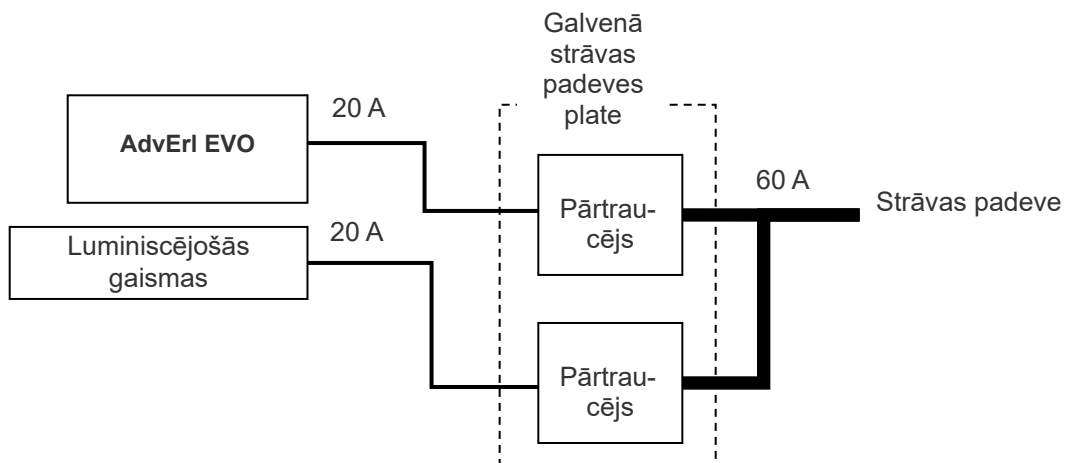 Galvenā
strāvas
padeves
plate
20 A
AdvErl EVO
60 A
Pārtrau-
cējs
Strāvas padeve
20 A
Luminiscējošās
gaismas
Pārtrau-
cējs